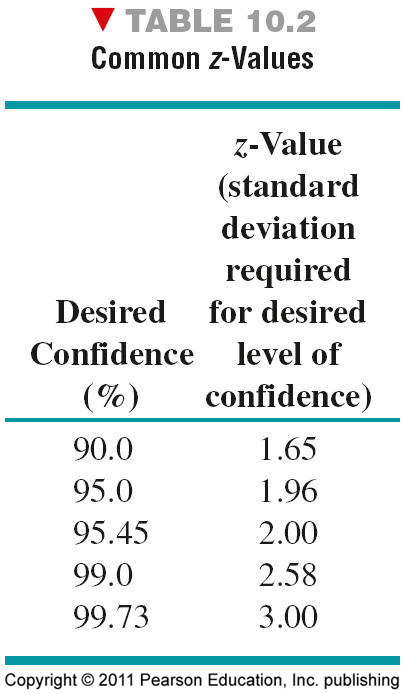 ▼ TABLE 10.2
Common z-Values
z-Value
(standard
deviation
required
Desired for desired
Confidence level of
(%) confidence)
90.0 1.65
95.0 1.96
95.45 2.00
99.0 2.58
99.73 3.00
Copyright © 2011 Pearson Education, Inc. publishing